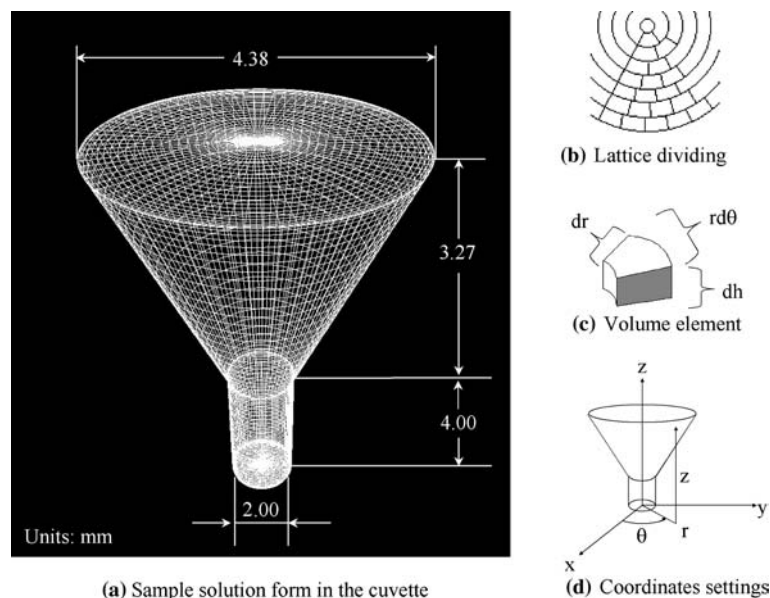 4.38
3.27
4.00
2.00
Units: mm
(a) Sample solution form in the cuvette
(b) Lattice dividing
dr
rdθ
dh
(c) Volume element
z
z
y
θ
r
x
(d) Coordinates settings